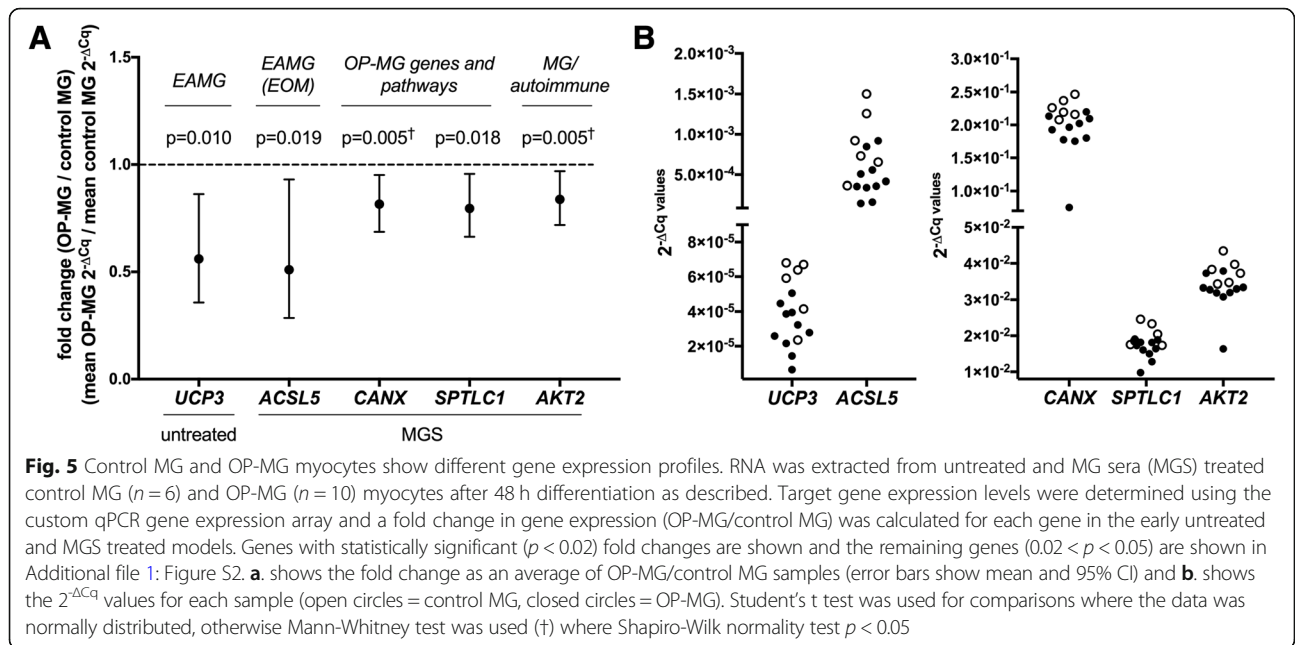 A
B
fold change (OP-MG / control MG)
(mean OP-MG 2^-ΔCq / mean control MG 2^-ΔCq)
1.5
1.0
0.5
0.0
EAMG
EAMG
(EOM)
OP-MG genes and
pathways
MG/
autoimmune
p=0.010
p=0.019
p=0.005†
p=0.018
p=0.005†
UCP3
ACSL5
CANX
SPTLC1
AKT2
untreated
MGS
2^-ΔCq values
2.0×10^-3
1.5×10^-3
1.0×10^-3
5.0×10^-4
8×10^-5
6×10^-5
4×10^-5
2×10^-5
UCP3
ACSL5
2^-ΔCq values
3.0×10^-1
2.5×10^-1
2.0×10^-1
1.5×10^-1
1.0×10^-1
5×10^-2
4×10^-2
3×10^-2
2×10^-2
1×10^-2
CANX
SPTLC1
AKT2
Fig. 5 Control MG and OP-MG myocytes show different gene expression profiles. RNA was extracted from untreated and MG sera (MGS) treated
control MG (n = 6) and OP-MG (n = 10) myocytes after 48 h differentiation as described. Target gene expression levels were determined using the
custom qPCR gene expression array and a fold change in gene expression (OP-MG/control MG) was calculated for each gene in the early untreated
and MGS treated models. Genes with statistically significant (p < 0.02) fold changes are shown and the remaining genes (0.02 < p < 0.05) are shown in
Additional file 1: Figure S2. a. shows the fold change as an average of OP-MG/control MG samples (error bars show mean and 95% CI) and b. shows
the 2^-ΔCq values for each sample (open circles = control MG, closed circles = OP-MG). Student's t test was used for comparisons where the data was
normally distributed, otherwise Mann-Whitney test was used (†) where Shapiro-Wilk normality test p < 0.05